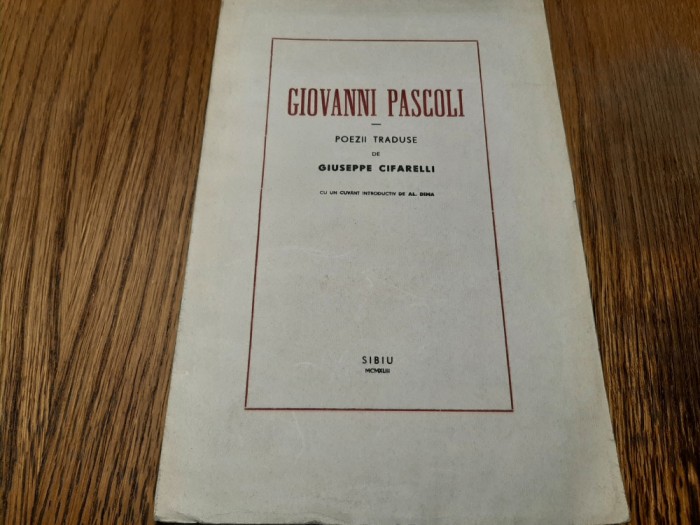 GIOVANNI PASCOLI
POEZII TRADUSE
DE
GIUSEPPE CIFARELLI
CU UN CUVÂNT INTRODUCTIV DE AL. DIMA
SIBIU
MCMXLIII